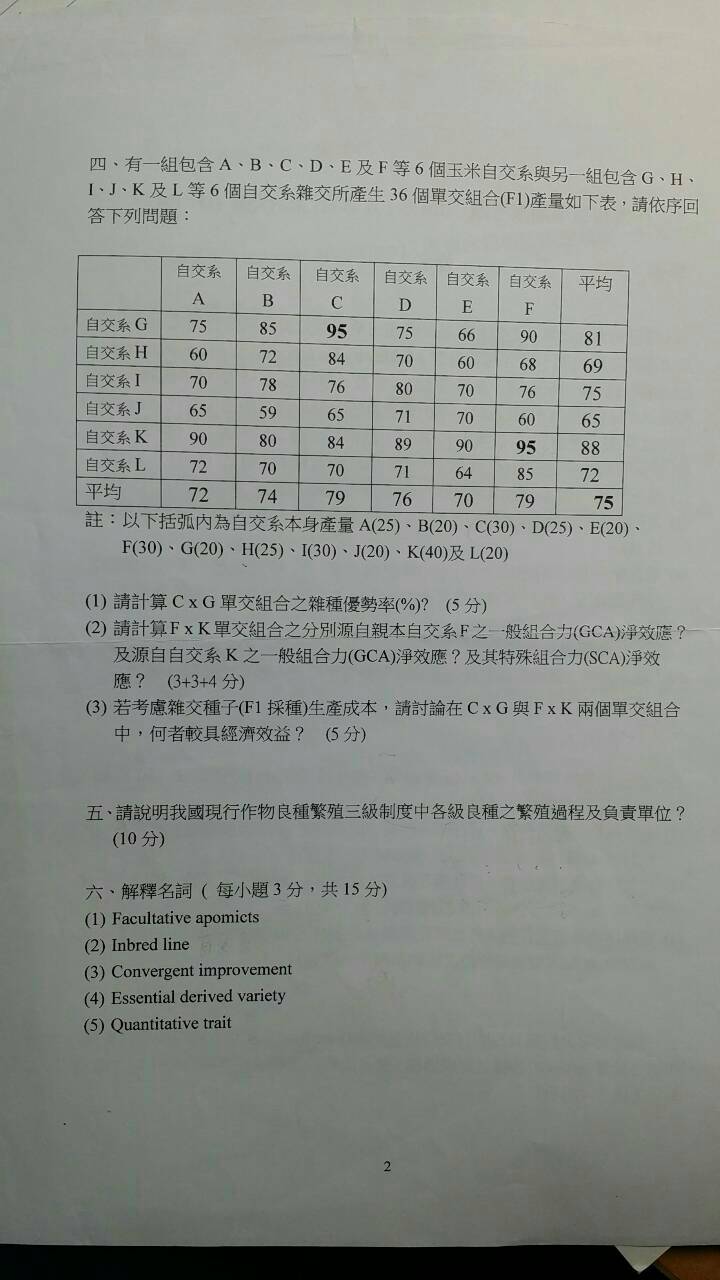 四、有一組包含 A、B、C、D、E 及 F 等 6 個玉米自交系與另一組包含 G、H、
I、J、K 及 L 等 6 個自交系雜交所產生 36 個單交組合(F1)產量如下表，請依序回
答下列問題：
自交系 A 自交系 B 自交系 C 自交系 D 自交系 E 自交系 F 平均
自交系 G 75 85 95 75 66 90 81
自交系 H 60 72 84 70 60 68 69
自交系 I 70 78 76 80 70 76 75
自交系 J 65 59 65 71 70 60 65
自交系 K 90 80 84 89 90 95 88
自交系 L 72 70 70 71 64 85 72
平均 72 74 79 76 70 79 75
註：以下括弧內為自交系本身產量 A(25)、B(20)、C(30)、D(25)、E(20)、
F(30)、G(20)、H(25)、I(30)、J(20)、K(40)及 L(20)
(1) 請計算 C x G 單交組合之雜種優勢率(%)? (5 分)
(2) 請計算 F x K 單交組合之分別源自親本自交系 F 之一般組合力(GCA)淨效應？
及源自自交系 K 之一般組合力(GCA)淨效應？及其特殊組合力(SCA)淨效
應？ (3+3+4 分)
(3) 若考慮雜交種子(F1 採種)生產成本，請討論在 C x G 與 F x K 兩個單交組合
中，何者較具經濟效益？ (5 分)
五、請說明我國現行作物良種繁殖三級制度中各級良種之繁殖過程及負責單位？
(10 分)
六、解釋名詞 ( 每小題 3 分，共 15 分)
(1) Facultative apomicts
(2) Inbred line
(3) Convergent improvement
(4) Essential derived variety
(5) Quantitative trait
2